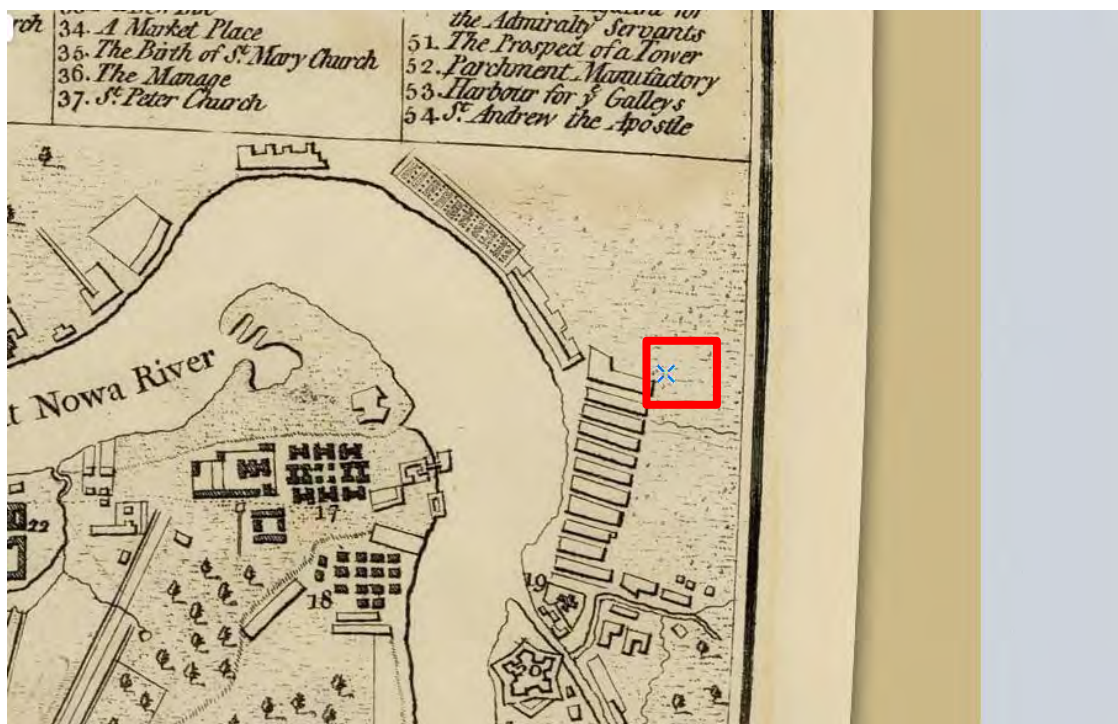 34. A Market Place
35. The Birth of St. Mary Church
36. The Manage
37. St. Peter Church
the Admiralty Servants
51. The Prospect of a Tower
52. Parchment Manufactory
53. Harbour for ye Galleys
54. St. Andrew the Apostle
Nowa River
17
22
18
19